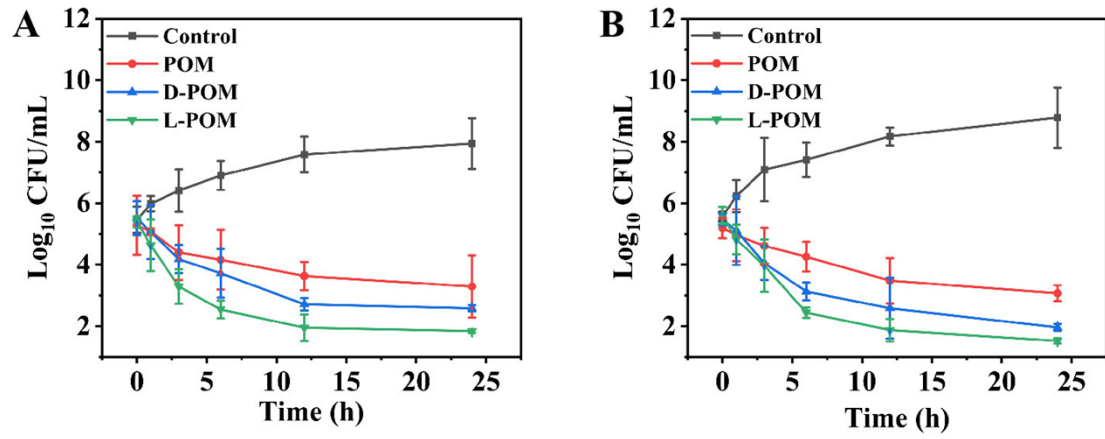 A
12
10
8
6
4
2
Log10 CFU/mL
Control
POM
D-POM
L-POM
0 5 10 15 20 25
Time (h)
B
12
10
8
6
4
2
Log10 CFU/mL
Control
POM
D-POM
L-POM
0 5 10 15 20 25
Time (h)